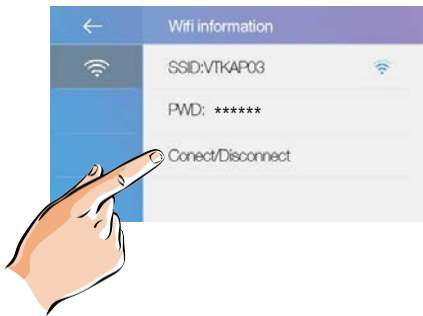 Wifi information
SSID:VTKAP03
PWD: ******
Conect/Disconnect